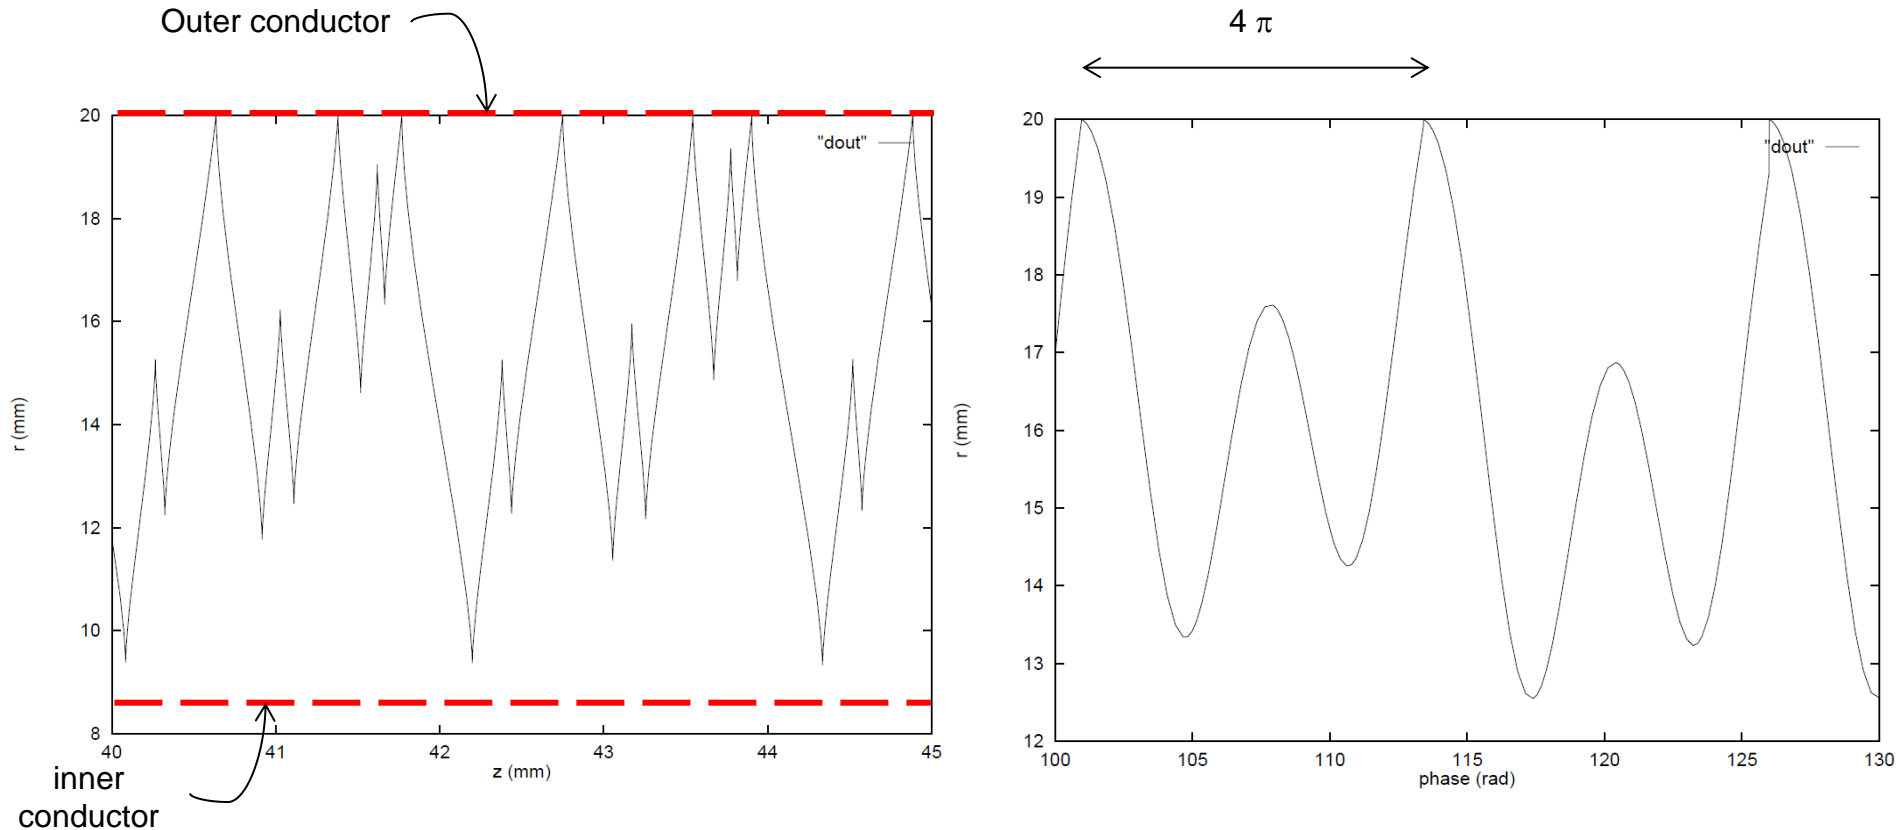 Outer conductor
4 π
20
18
16
14
12
10
8
r (mm)
"dout"
40
41
42
43
44
45
z (mm)
inner
conductor
20
19
18
17
16
15
14
13
12
r (mm)
"dout"
100
105
110
115
120
125
130
phase (rad)